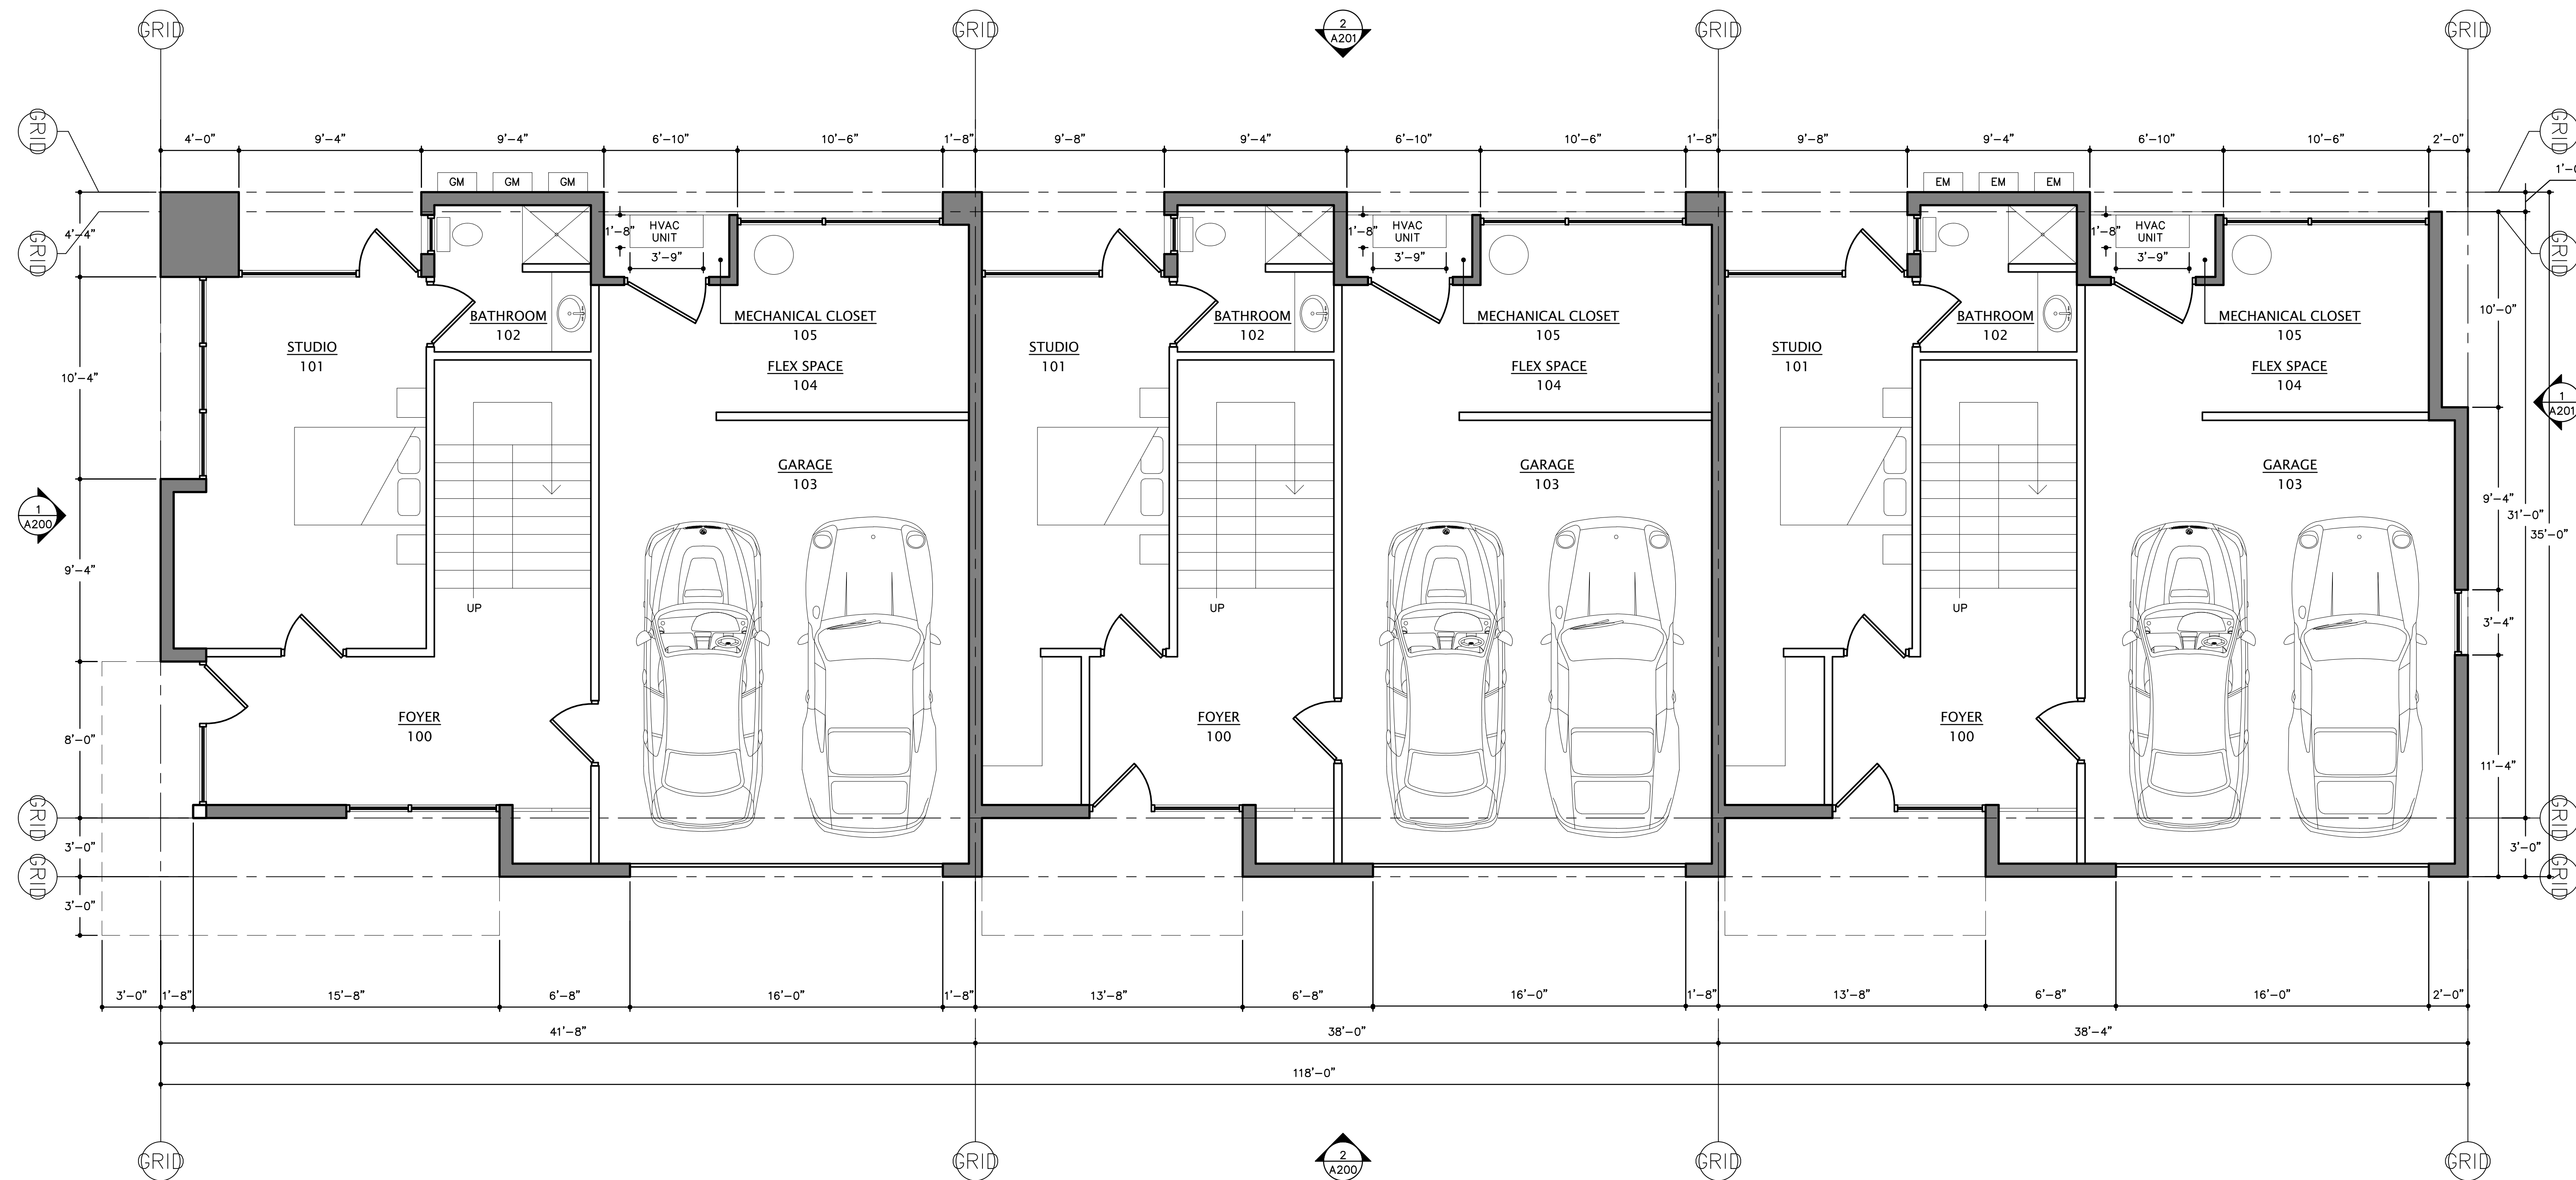 GRID GRID GRID GRID
2
A201
GRID GRID
4'-0" 9'-4" 9'-4" 6'-10" 10'-6" 1'-8" 9'-8" 9'-4" 6'-10" 10'-6" 1'-8" 9'-8" 9'-4" 6'-10" 10'-6" 2'-0"
GM GM GM EM EM EM
4'-4"
GRID GRID
1'-8" HVAC UNIT 3'-9"
1'-8" HVAC UNIT 3'-9"
1'-8" HVAC UNIT 3'-9"
10'-0"
BATHROOM
102
MECHANICAL CLOSET
105
BATHROOM
102
MECHANICAL CLOSET
105
BATHROOM
102
MECHANICAL CLOSET
105
STUDIO
101
FLEX SPACE
104
STUDIO
101
FLEX SPACE
104
STUDIO
101
FLEX SPACE
104
10'-4"
1
A201
GARAGE
103
GARAGE
103
GARAGE
103
1
A200
9'-4" 31'-0" 35'-0"
9'-4"
UP UP UP
3'-4"
FOYER
100
FOYER
100
FOYER
100
8'-0"
11'-4"
GRID GRID
3'-0" 3'-0"
GRID GRID
3'-0"
3'-0" 1'-8" 15'-8" 6'-8" 16'-0" 1'-8" 13'-8" 6'-8" 16'-0" 1'-8" 13'-8" 6'-8" 16'-0" 2'-0"
41'-8" 38'-0" 38'-4"
118'-0"
GRID GRID GRID GRID
2
A200